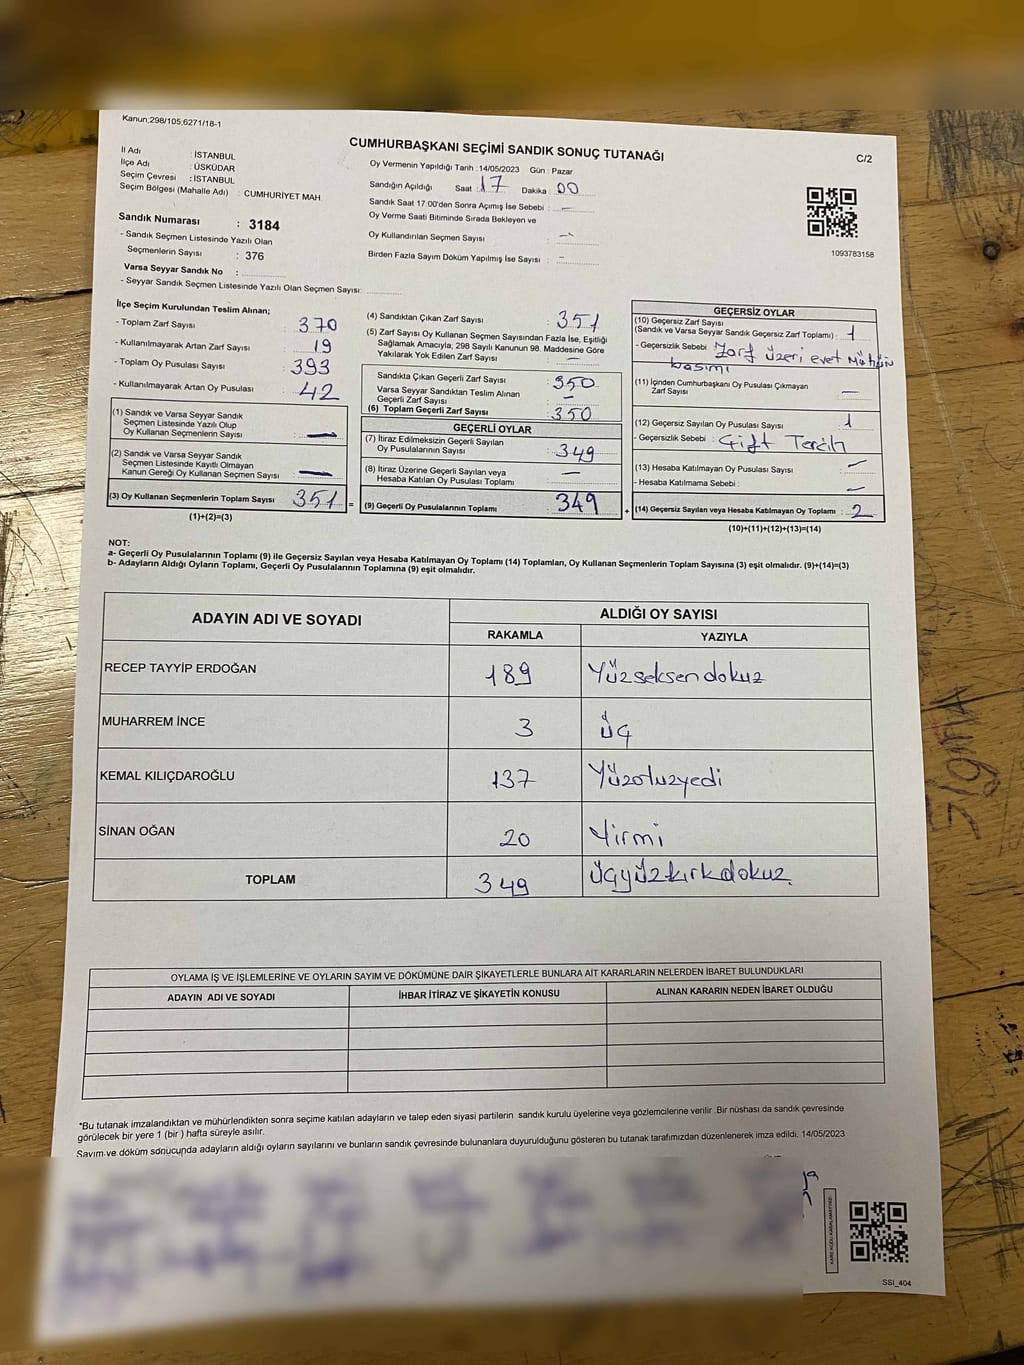 Kanun;298/105,6271/18-1
CUMHURBAŞKANI SEÇİMİ SANDIK SONUÇ TUTANAĞI
C/2
İl Adı : İSTANBUL
İlçe Adı : ÜSKÜDAR
Seçim Çevresi : İSTANBUL
Seçim Bölgesi (Mahalle Adı) : CUMHURİYET MAH
Sandık Numarası : 3184
- Sandık Seçmen Listesinde Yazılı Olan
Seçmenlerin Sayısı : 376
Varsa Seyyar Sandık No :
- Seyyar Sandık Seçmen Listesinde Yazılı Olan Seçmen Sayısı:
Oy Vermenin Yapıldığı Tarih :14/05/2023 Gün : Pazar
Sandığın Açıldığı Saat : 17 Dakika : 00
Sandık Saat 17.00'den Sonra Açımış İse Sebebi : -
Oy Verme Saati Bitiminde Sırada Bekleyen ve
Oy Kullandırılan Seçmen Sayısı : -
Birden Fazla Sayım Döküm Yapılmış İse Sayısı : -
1093783158
İlçe Seçim Kurulundan Teslim Alınan;
- Toplam Zarf Sayısı : 370
- Kullanılmayarak Artan Zarf Sayısı : 19
- Toplam Oy Pusulası Sayısı : 393
- Kullanılmayarak Artan Oy Pusulası : 42
(1) Sandık ve Varsa Seyyar Sandık
Seçmen Listesinde Yazılı Olup
Oy Kullanan Seçmenlerin Sayısı : -
(2) Sandık ve Varsa Seyyar Sandık
Seçmen Listesinde Kayıtlı Olmayan
Kanun Gereği Oy Kullanan Seçmen Sayısı : -
(3) Oy Kullanan Seçmenlerin Toplam Sayısı : 351 =
(1)+(2)=(3)
(4) Sandıktan Çıkan Zarf Sayısı : 351
(5) Zarf Sayısı Oy Kullanan Seçmen Sayısından Fazla İse, Eşitliği
Sağlamak Amacıyla, 298 Sayılı Kanunun 98. Maddesine Göre
Yakılarak Yok Edilen Zarf Sayısı : -
Sandıkta Çıkan Geçerli Zarf Sayısı : 350
Varsa Seyyar Sandıktan Teslim Alınan
Geçerli Zarf Sayısı : -
(6) Toplam Geçerli Zarf Sayısı : 350
GEÇERLİ OYLAR
(7) İtiraz Edilmeksizin Geçerli Sayılan
Oy Pusulalarının Sayısı : 349
(8) İtiraz Üzerine Geçerli Sayılan veya
Hesaba Katılan Oy Pusulası Toplamı : -
(9) Geçerli Oy Pusulalarının Toplamı : 349 +
GEÇERSİZ OYLAR
(10) Geçersiz Zarf Sayısı
(Sandık ve Varsa Seyyar Sandık Geçersiz Zarf Toplamı) : 1
- Geçersizlik Sebebi : Zarf üzeri evet Mührün
basımı
(11) İçinden Cumhurbaşkanı Oy Pusulası Çıkmayan
Zarf Sayısı : -
(12) Geçersiz Sayılan Oy Pusulası Sayısı : 1
- Geçersizlik Sebebi : Çift Tercih
(13) Hesaba Katılmayan Oy Pusulası Sayısı : -
- Hesaba Katılmama Sebebi : -
(14) Geçersiz Sayılan veya Hesaba Katılmayan Oy Toplamı : 2
(10)+(11)+(12)+(13)=(14)
NOT:
a- Geçerli Oy Pusulalarının Toplamı (9) ile Geçersiz Sayılan veya Hesaba Katılmayan Oy Toplamı (14) Toplamları, Oy Kullanan Seçmenlerin Toplam Sayısına (3) eşit olmalıdır. (9)+(14)=(3)
b- Adayların Aldığı Oyların Toplamı, Geçerli Oy Pusulalarının Toplamına (9) eşit olmalıdır.
ADAYIN ADI VE SOYADI
ALDIĞI OY SAYISI
RAKAMLA YAZIYLA
RECEP TAYYİP ERDOĞAN 189 Yüzseksendokuz
MUHARREM İNCE 3 üç
KEMAL KILIÇDAROĞLU 137 Yüzotuzyedi
SİNAN OĞAN 20 Yirmi
TOPLAM 349 üçyüzkırkdokuz.
OYLAMA İŞ VE İŞLEMLERİNE VE OYLARIN SAYIM VE DÖKÜMÜNE DAİR ŞİKAYETLERLE BUNLARA AİT KARARLARIN NELERDEN İBARET BULUNDUKLARI
ADAYIN ADI VE SOYADI İHBAR İTİRAZ VE ŞİKAYETİN KONUSU ALINAN KARARIN NEDEN İBARET OLDUĞU
*Bu tutanak imzalandıktan ve mühürlendikten sonra seçime katılan adayların ve talep eden siyasi partilerin sandık kurulu üyelerine veya gözlemcilerine verilir .Bir nüshası da sandık çevresinde
görülecek bir yere 1 (bir ) hafta süreyle asılır.
Sayım ve döküm sonucunda adayların aldığı oyların sayılarını ve bunların sandık çevresinde bulunanlara duyurulduğunu gösteren bu tutanak tarafımızdan düzenlenerek imza edildi. 14/05/2023
SSI_404